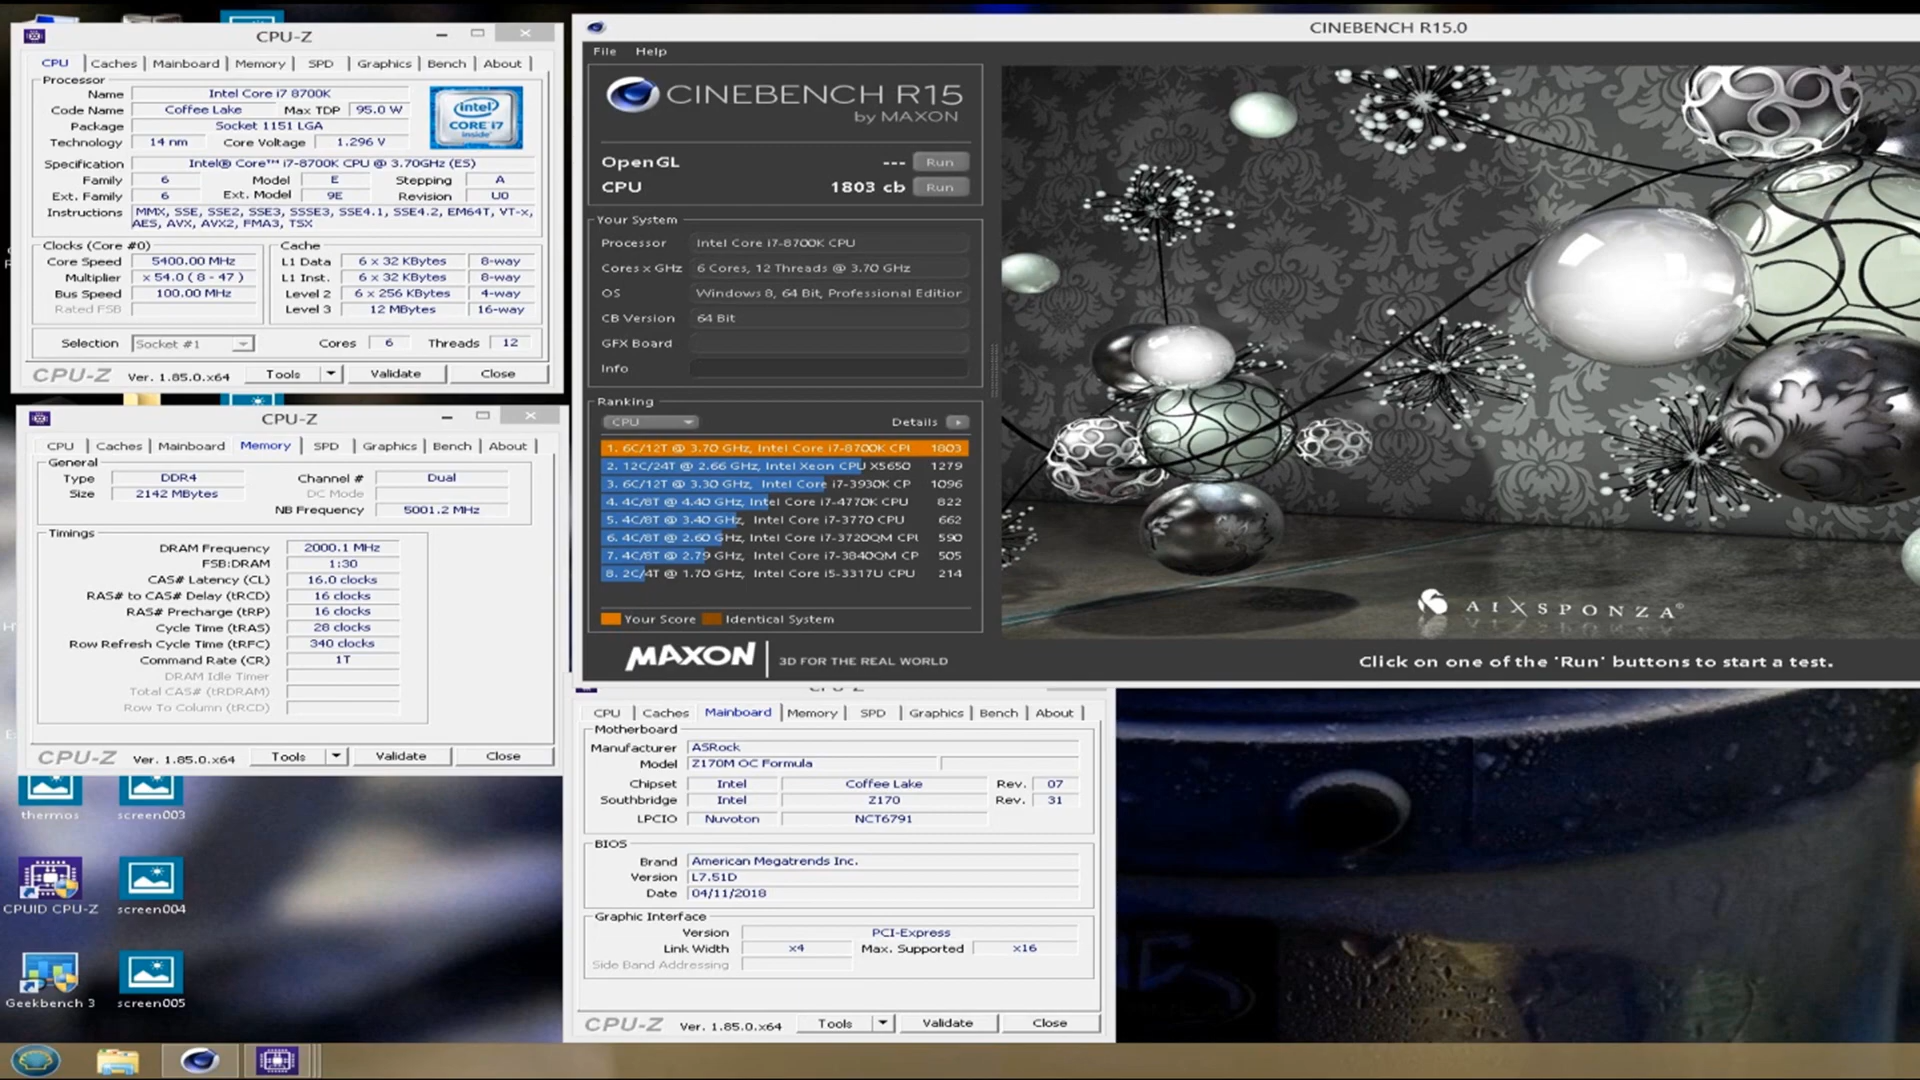 CPU-Z
CPU Caches Mainboard Memory SPD Graphics Bench About
Processor
Name Intel Core i7 8700K
Code Name Coffee Lake Max TDP 95.0 W
Package Socket 1151 LGA
Technology 14 nm Core Voltage 1.296 V
intel CORE i7 inside
Specification Intel® Core™ i7-8700K CPU @ 3.70GHz (ES)
Family 6 Model E Stepping A
Ext. Family 6 Ext. Model 9E Revision U0
Instructions MMX, SSE, SSE2, SSE3, SSSE3, SSE4.1, SSE4.2, EM64T, VT-x,
AES, AVX, AVX2, FMA3, TSX
Clocks (Core #0) Cache
Core Speed 5400.00 MHz L1 Data 6 x 32 KBytes 8-way
Multiplier x 54.0 ( 8 - 47 ) L1 Inst. 6 x 32 KBytes 8-way
Bus Speed 100.00 MHz Level 2 6 x 256 KBytes 4-way
Rated FSB Level 3 12 MBytes 16-way
Selection Socket #1 Cores 6 Threads 12
CPU-Z Ver. 1.85.0.x64 Tools Validate Close
CPU-Z
CPU Caches Mainboard Memory SPD Graphics Bench About
General
Type DDR4 Channel # Dual
Size 2142 MBytes DC Mode
NB Frequency 5001.2 MHz
Timings
DRAM Frequency 2000.1 MHz
FSB:DRAM 1:30
CAS# Latency (CL) 16.0 clocks
RAS# to CAS# Delay (tRCD) 16 clocks
RAS# Precharge (tRP) 16 clocks
Cycle Time (tRAS) 28 clocks
Row Refresh Cycle Time (tRFC) 340 clocks
Command Rate (CR) 1T
DRAM Idle Timer
Total CAS# (tRDRAM)
Row To Column (tRCD)
CPU-Z Ver. 1.85.0.x64 Tools Validate Close
thermos screen003
CPUID CPU-Z screen004
Geekbench 3 screen005
CINEBENCH R15.0
File Help
CINEBENCH R15
by MAXON
OpenGL --- Run
CPU 1803 cb Run
Your System
Processor Intel Core i7-8700K CPU
Cores x GHz 6 Cores, 12 Threads @ 3.70 GHz
OS Windows 8, 64 Bit, Professional Edition
CB Version 64 Bit
GFX Board
Info
Ranking
CPU Details
1. 6C/12T @ 3.70 GHz, Intel Core i7-8700K CPI 1803
2. 12C/24T @ 2.66 GHz, Intel Xeon CPU X5650 1279
3. 6C/12T @ 3.30 GHz, Intel Core i7-3930K CP 1096
4. 4C/8T @ 4.40 GHz, Intel Core i7-4770K CPU 822
5. 4C/8T @ 3.40 GHz, Intel Core i7-3770 CPU 662
6. 4C/8T @ 2.60 GHz, Intel Core i7-3720QM CPI 590
7. 4C/8T @ 2.79 GHz, Intel Core i7-3840QM CP 505
8. 2C/4T @ 1.70 GHz, Intel Core i5-3317U CPU 214
Your Score Identical System
MAXON 3D FOR THE REAL WORLD
AIXSPONZA©
Click on one of the 'Run' buttons to start a test.
CPU Caches Mainboard Memory SPD Graphics Bench About
Motherboard
Manufacturer ASRock
Model Z170M OC Formula
Chipset Intel Coffee Lake Rev. 07
Southbridge Intel Z170 Rev. 31
LPCIO Nuvoton NCT6791
BIOS
Brand American Megatrends Inc.
Version L7.51D
Date 04/11/2018
Graphic Interface
Version PCI-Express
Link Width x4 Max. Supported x16
Side Band Addressing
CPU-Z Ver. 1.85.0.x64 Tools Validate Close